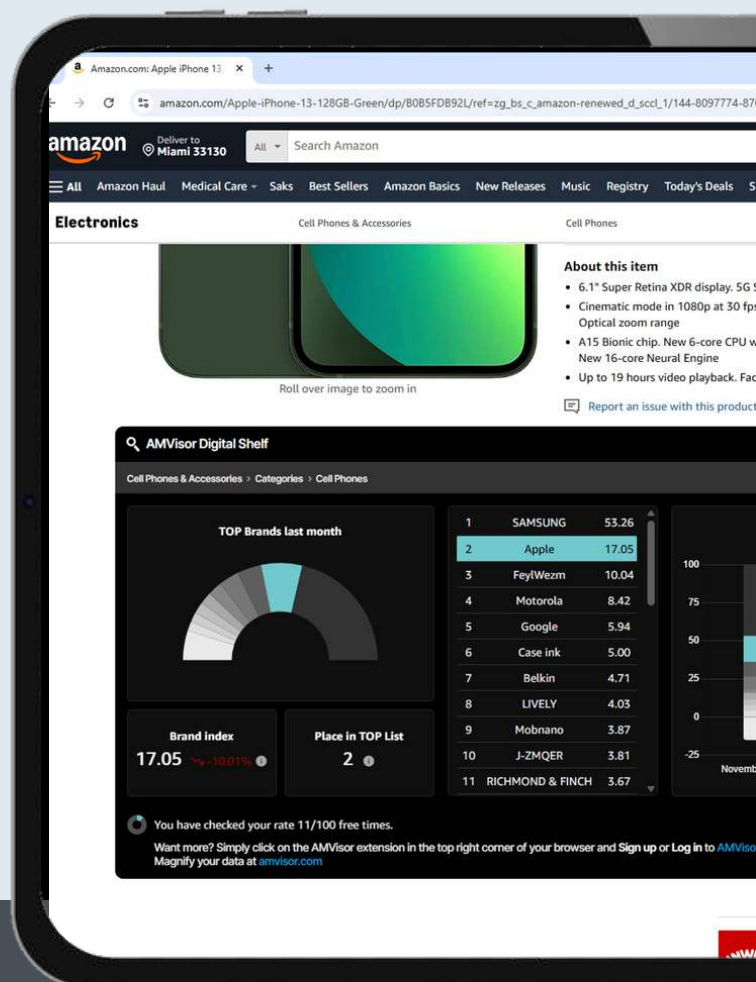 Amazon.com: Apple iPhone 13
amazon.com/Apple-iPhone-13-128GB-Green/dp/B0B5FDB92L/ref=zg_bs_c_amazon-renewed_d_sccl_1/144-8097774-87
amazon
Deliver to
Miami 33130
All
Search Amazon
All Amazon Haul Medical Care Saks Best Sellers Amazon Basics New Releases Music Registry Today's Deals S
Electronics Cell Phones & Accessories Cell Phones
About this item
• 6.1" Super Retina XDR display. 5G
• Cinematic mode in 1080p at 30 fps
Optical zoom range
• A15 Bionic chip. New 6-core CPU w
New 16-core Neural Engine
• Up to 19 hours video playback. Fac
Roll over image to zoom in
Report an issue with this product
AMVisor Digital Shelf
Cell Phones & Accessories > Categories > Cell Phones
TOP Brands last month
1 SAMSUNG 53.26
2 Apple 17.05
3 FeylWezm 10.04
4 Motorola 8.42
5 Google 5.94
6 Case ink 5.00
7 Belkin 4.71
8 LIVELY 4.03
9 Mobnano 3.87
10 J-ZMQER 3.81
11 RICHMOND & FINCH 3.67
Brand index
17.05 -10.01%
Place in TOP List
2
100
75
50
25
0
-25
Novemb
You have checked your rate 11/100 free times.
Want more? Simply click on the AMVisor extension in the top right corner of your browser and Sign up or Log in to AMViso
Magnify your data at amvisor.com